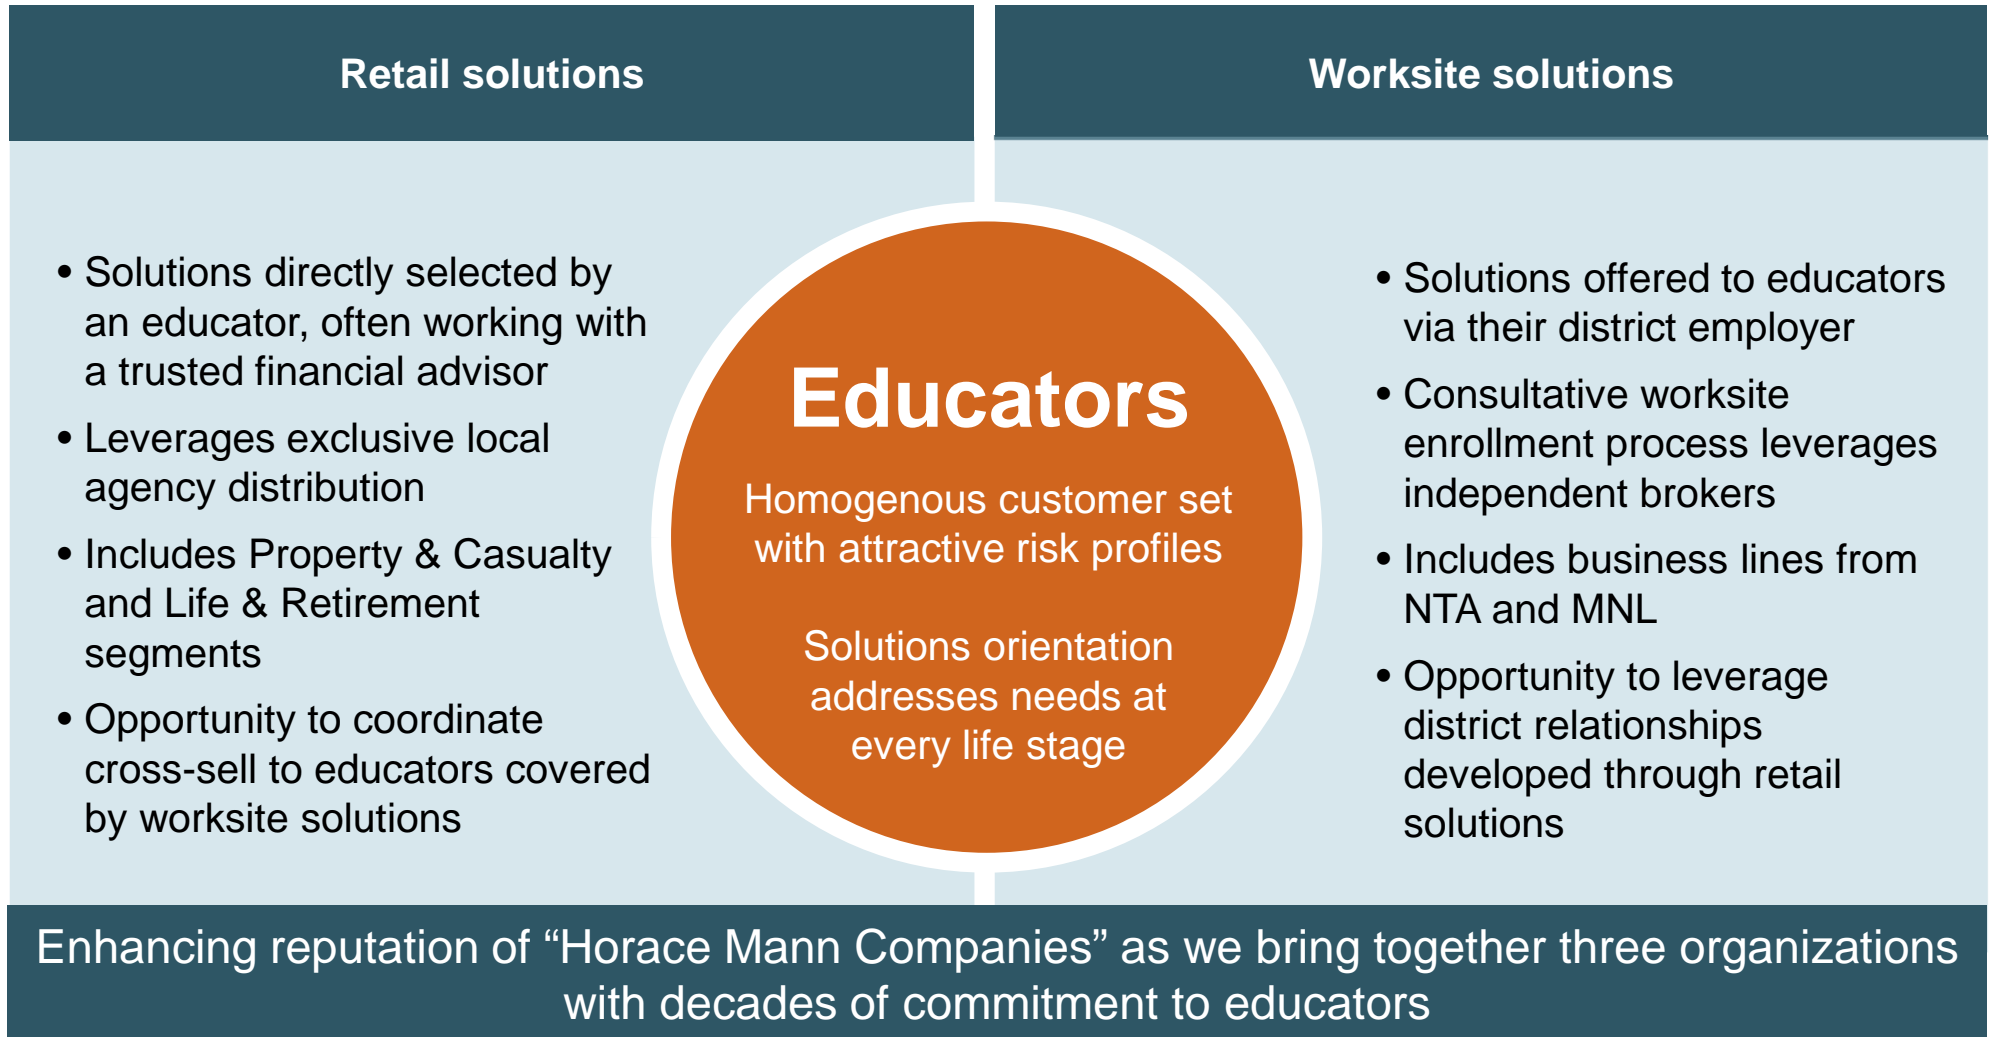 Retail solutions
Worksite solutions
• Solutions directly selected by
an educator, often working with
a trusted financial advisor
• Leverages exclusive local
agency distribution
• Includes Property & Casualty
and Life & Retirement
segments
• Opportunity to coordinate
cross-sell to educators covered
by worksite solutions
Educators
Homogenous customer set
with attractive risk profiles
Solutions orientation
addresses needs at
every life stage
• Solutions offered to educators
via their district employer
• Consultative worksite
enrollment process leverages
independent brokers
• Includes business lines from
NTA and MNL
• Opportunity to leverage
district relationships
developed through retail
solutions
Enhancing reputation of “Horace Mann Companies” as we bring together three organizations
with decades of commitment to educators